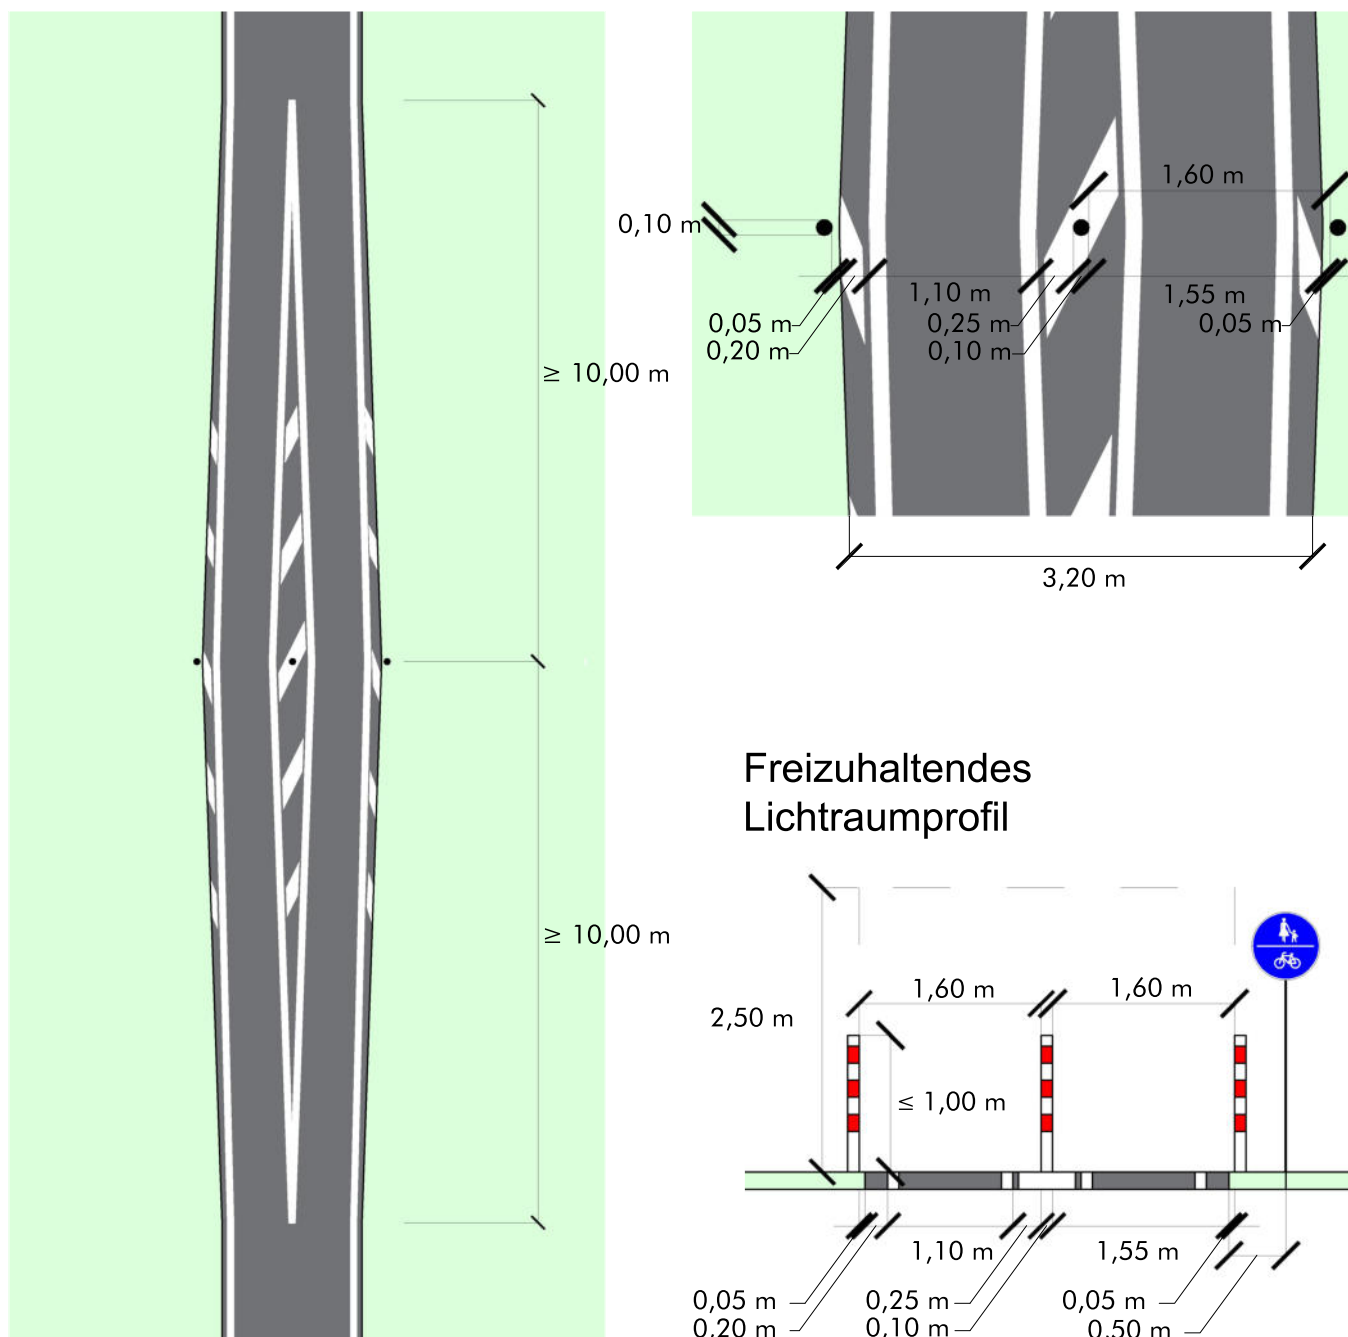 ≥ 10,00 m
≥ 10,00 m
1,60 m
0,10 m
1,10 m
1,55 m
0,05 m
0,25 m
0,05 m
0,20 m
0,10 m
3,20 m
Freizuhaltendes
Lichtraumprofil
1,60 m
1,60 m
2,50 m
≤ 1,00 m
1,10 m
1,55 m
0,05 m
0,25 m
0,05 m
0,20 m
0,10 m
0,50 m